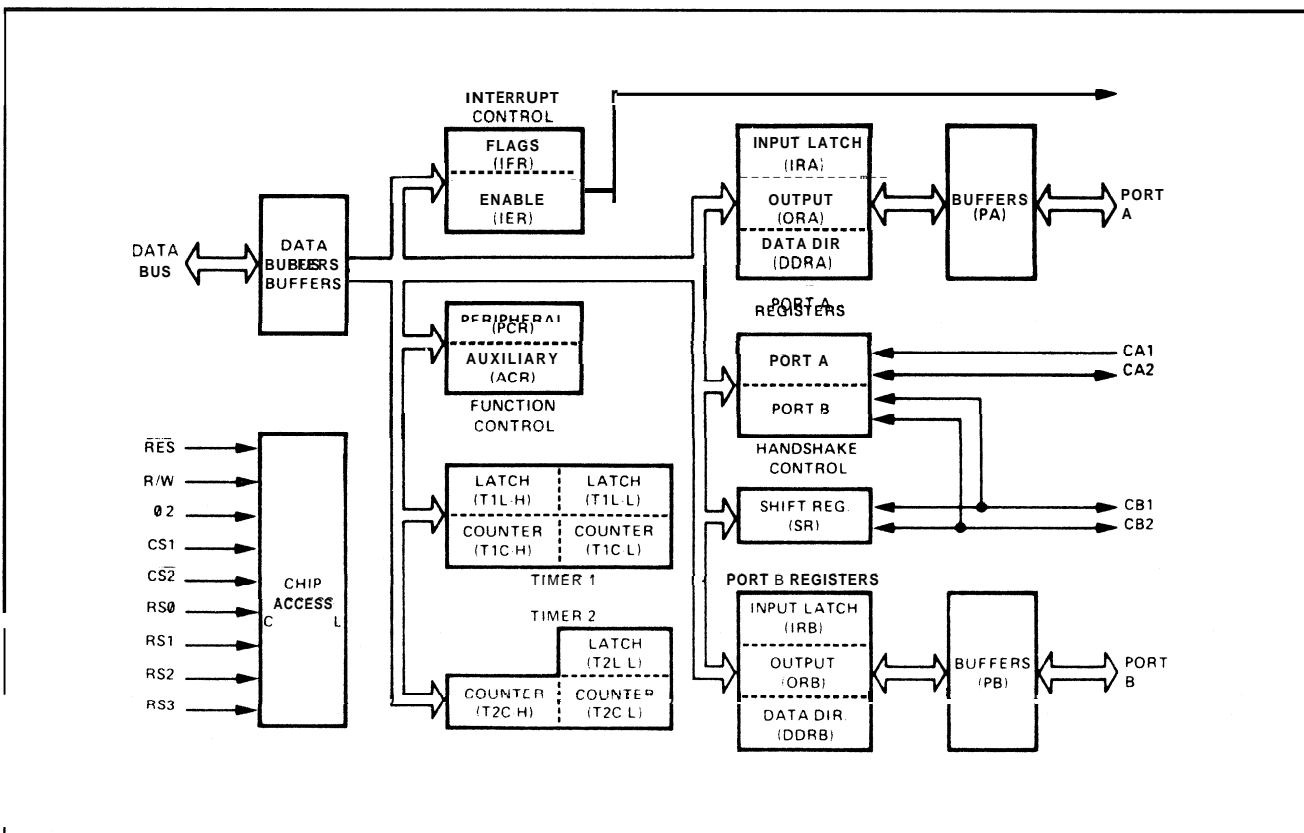 INTERRUPT
CONTROL
FLAGS
(IFR)
ENABLE
(IER)
INPUT LATCH
(IRA)
OUTPUT
(ORA)
DATA DIR
(DDRA)
PORT A
REGISTERS
BUFFERS
(PA)
PORT
A
DATA
BUS
DATA
BUS
BUFFERS
PERIPHERAL
(PCR)
AUXILIARY
(ACR)
FUNCTION
CONTROL
PORT A
PORT B
HANDSHAKE
CONTROL
CA1
CA2
RES
R/W
Ø2
CS1
CS2
RS0
RS1
RS2
RS3
CHIP
ACCESS
C L
LATCH
(T1L-H)
LATCH
(T1L-L)
COUNTER
(T1C-H)
COUNTER
(T1C-L)
TIMER 1
SHIFT REG.
(SR)
CB1
CB2
TIMER 2
LATCH
(T2L L)
COUNTER
(T2C-H)
COUNTER
(T2C L)
PORT B REGISTERS
INPUT LATCH
(IRB)
OUTPUT
(ORB)
DATA DIR.
(DDRB)
BUFFERS
(PB)
PORT
B